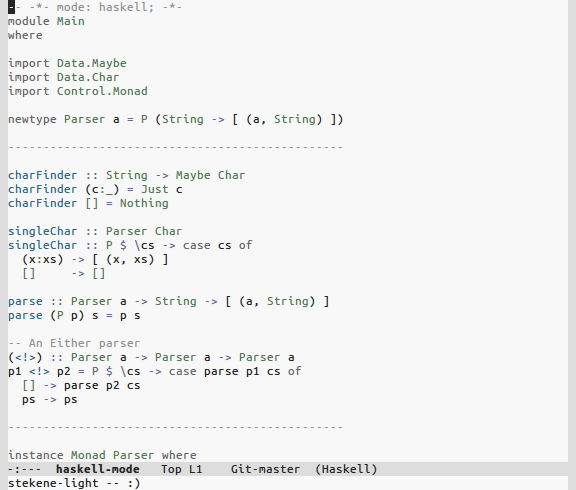 -- -*- mode: haskell; -*-
module Main
where
import Data.Maybe
import Data.Char
import Control.Monad
newtype Parser a = P (String -> [ (a, String) ])
------------------------------------------------
charFinder :: String -> Maybe Char
charFinder (c:_) = Just c
charFinder [] = Nothing
singleChar :: Parser Char
singleChar :: P $ \cs -> case cs of
  (x:xs) -> [ (x, xs) ]
  []     -> []
parse :: Parser a -> String -> [ (a, String) ]
parse (P p) s = p s
-- An Either parser
(<!>) :: Parser a -> Parser a -> Parser a
p1 <!> p2 = P $ \cs -> case parse p1 cs of
  [] -> parse p2 cs
  ps -> ps
------------------------------------------------
instance Monad Parser where
-:---  haskell-mode   Top L1    Git-master  (Haskell)
stekene-light -- :)